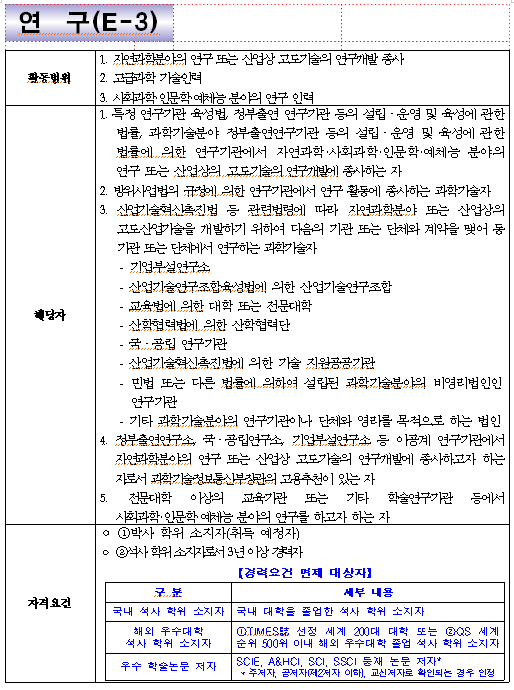 연 구(E-3)
활동범위
1. 자연과학분야의 연구 또는 산업상 고도기술의 연구개발 종사
2. 고급과학 기술인력
3. 사회과학·인문학·예체능 분야의 연구 인력
해당자
1. 특정 연구기관 육성법, 정부출연 연구기관 등의 설립·운영 및 육성에 관한
법률, 과학기술분야 정부출연연구기관 등의 설립·운영 및 육성에 관한
법률에 의한 연구기관에서 자연과학·사회과학·인문학·예체능 분야의
연구 또는 산업상의 고도기술의 연구개발에 종사하는 자
2. 방위사업법의 규정에 의한 연구기관에서 연구 활동에 종사하는 과학기술자
3. 산업기술혁신촉진법 등 관련법령에 따라 자연과학분야 또는 산업상의
고도산업기술을 개발하기 위하여 다음의 기관 또는 단체와 계약을 맺어 동
기관 또는 단체에서 연구하는 과학기술자
- 기업부설연구소
- 산업기술연구조합육성법에 의한 산업기술연구조합
- 교육법에 의한 대학 또는 전문대학
- 산학협력법에 의한 산학협력단
- 국·공립 연구기관
- 산업기술혁신촉진법에 의한 기술 지원공공기관
- 민법 또는 다른 법률에 의하여 설립된 과학기술분야의 비영리법인인
연구기관
- 기타 과학기술분야의 연구기관이나 단체와 영리를 목적으로 하는 법인
4. 정부출연연구소, 국·공립연구소, 기업부설연구소 등 이공계 연구기관에서
자연과학분야의 연구 또는 산업상 고도기술의 연구개발에 종사하고자 하는
자로서 과학기술정보통신부장관의 고용추천이 있는 자
5. 전문대학 이상의 교육기관 또는 기타 학술연구기관 등에서
사회과학·인문학·예체능 분야의 연구를 하고자 하는 자
자격요건
○ ①박사 학위 소지자(취득 예정자)
○ ②석사 학위 소지자로서 3년 이상 경력자
【경력요건 면제 대상자】
구 분 세부 내용
국내 석사 학위 소지자 국내 대학을 졸업한 석사 학위 소지자
해외 우수대학
석사 학위 소지자
①TIMES誌 선정 세계 200대 대학 또는 ②QS 세계
순위 500위 이내 해외 우수대학 졸업 석사 학위 소지자
우수 학술논문 저자
SCIE, A&HCI, SCI, SSCI 등재 논문 저자*
* 주저자, 공저자(제2저자 이하), 교신저자로 확인되는 경우 인정